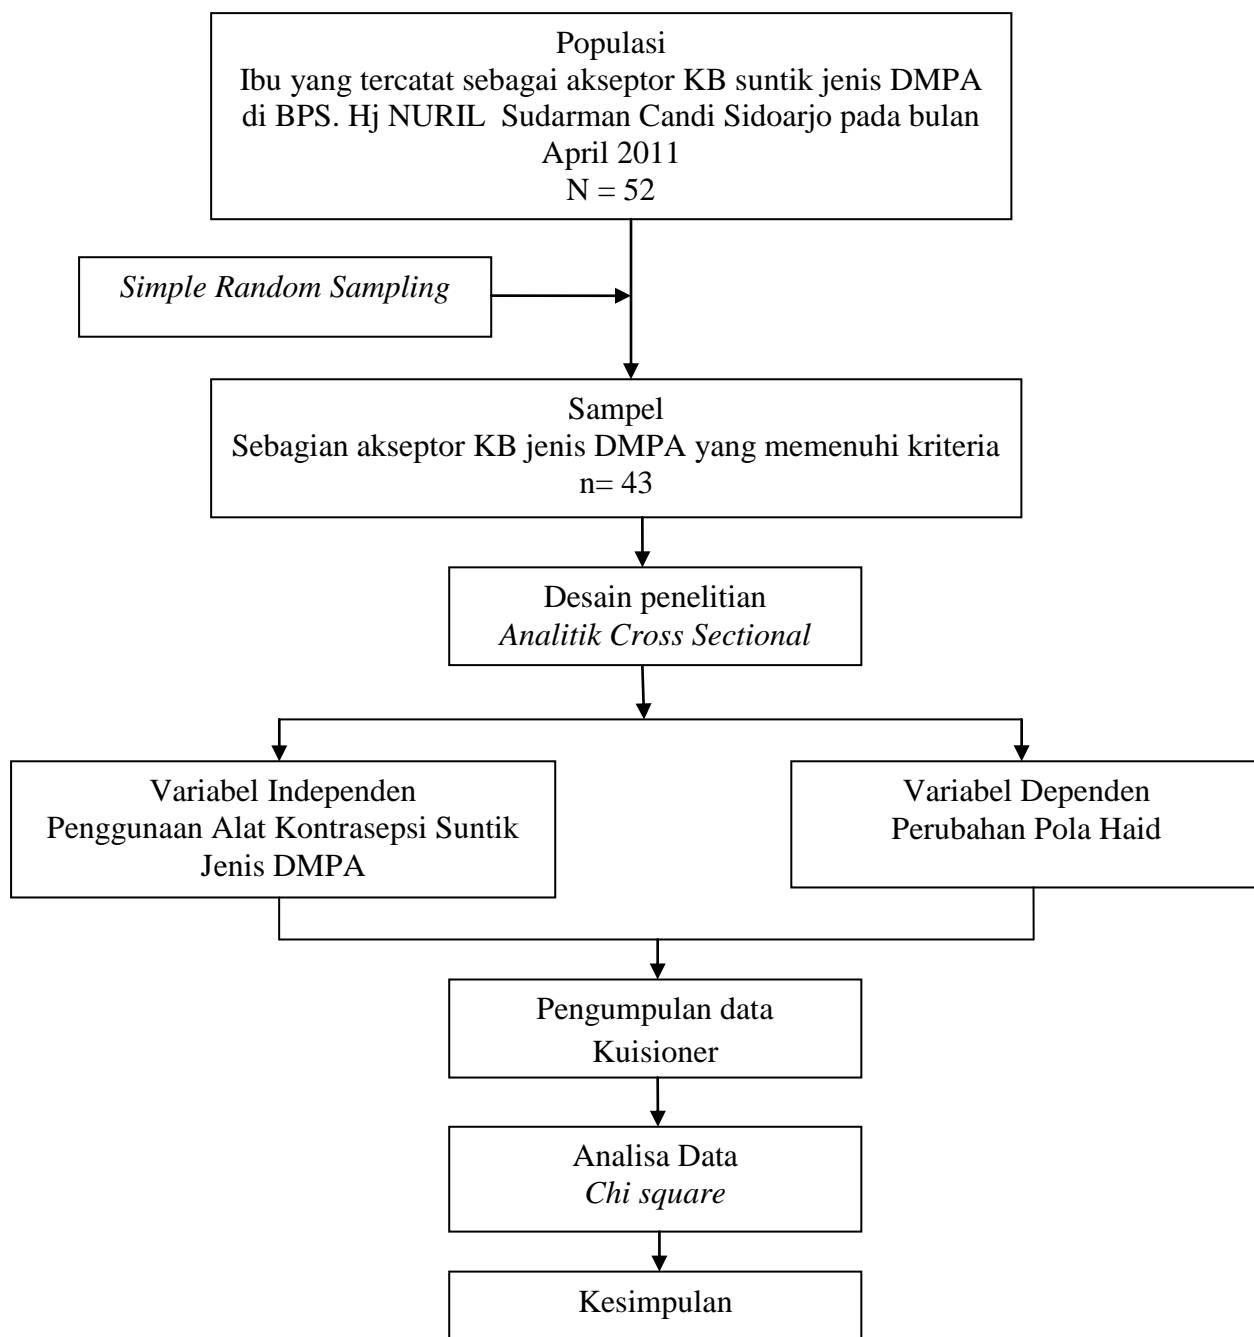 Populasi
Ibu yang tercatat sebagai akseptor KB suntik jenis DMPA
di BPS. Hj NURIL Sudarman Candi Sidoarjo pada bulan
April 2011
N = 52
Simple Random Sampling
Sampel
Sebagian akseptor KB jenis DMPA yang memenuhi kriteria
n= 43
Desain penelitian
Analitik Cross Sectional
Variabel Independen
Penggunaan Alat Kontrasepsi Suntik
Jenis DMPA
Variabel Dependen
Perubahan Pola Haid
Pengumpulan data
Kuisioner
Analisa Data
Chi square
Kesimpulan